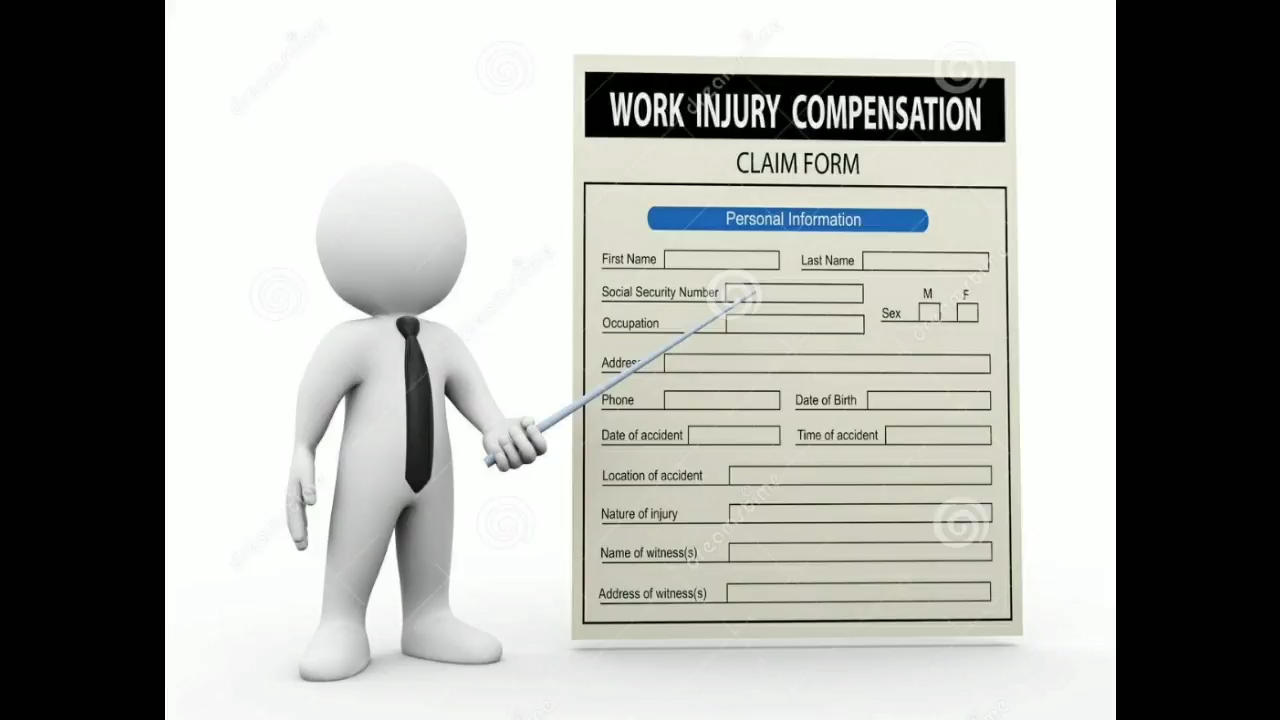 WORK INJURY COMPENSATION
CLAIM FORM
Personal Information
First Name Last Name
Social Security Number M F
Sex
Occupation
Address
Phone Date of Birth
Date of accident Time of accident
Location of accident
Nature of injury
Name of witness(s)
Address of witness(s)